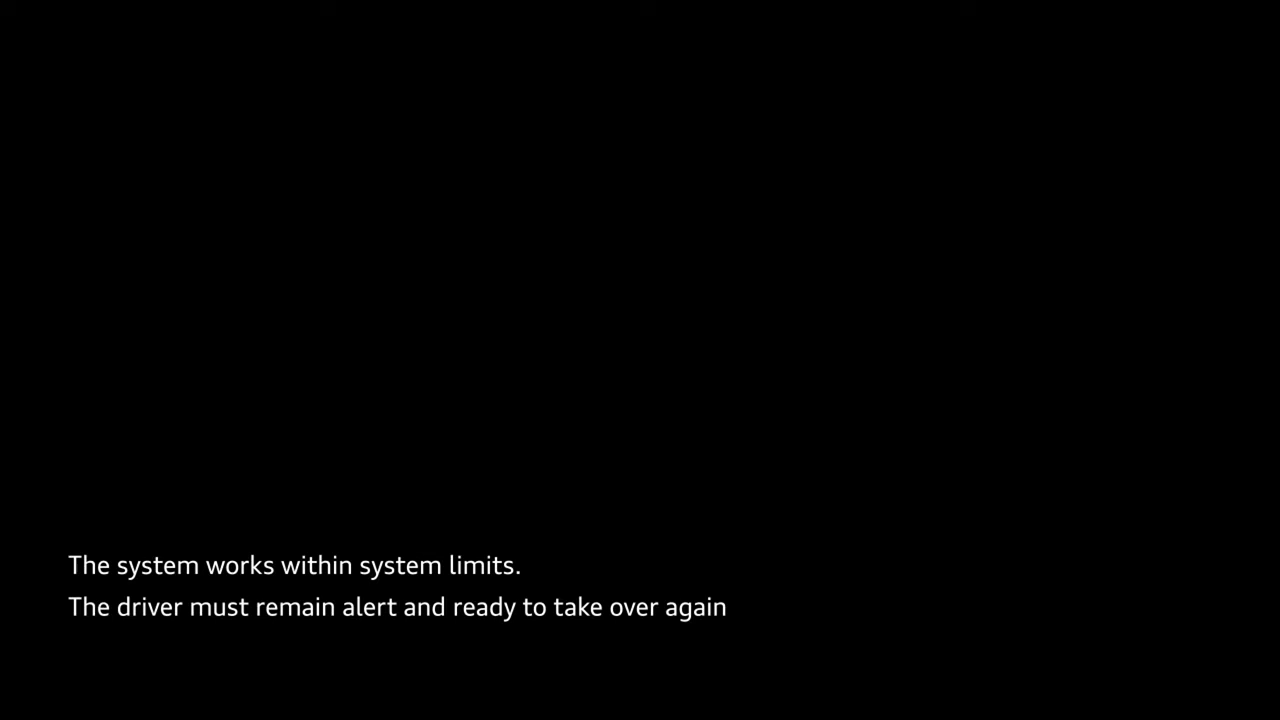 The system works within system limits.
The driver must remain alert and ready to take over again